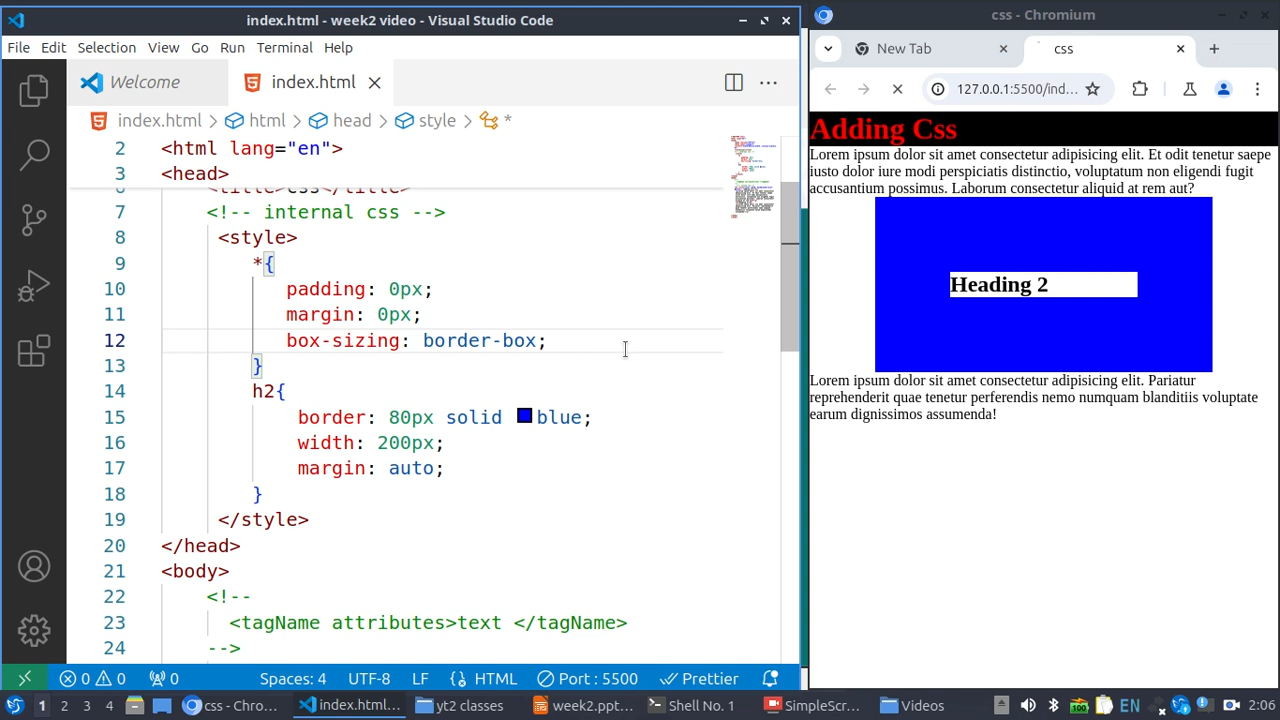 index.html - week2 video - Visual Studio Code
File Edit Selection View Go Run Terminal Help
Welcome
index.html
index.html > html > head > style > *
2 <html lang="en">
3 <head>
<title>css</title>
7 <!-- internal css -->
8 <style>
9 *{
10 padding: 0px;
11 margin: 0px;
12 box-sizing: border-box;
13 }
14 h2{
15 border: 80px solid blue;
16 width: 200px;
17 margin: auto;
18 }
19 </style>
20 </head>
21 <body>
22 <!--
23 <tagName attributes>text </tagName>
24 -->
0 0 0 Spaces: 4 UTF-8 LF HTML Port : 5500 Prettier
css - Chromium
New Tab
css
127.0.0.1:5500/ind...
Adding Css
Lorem ipsum dolor sit amet consectetur adipisicing elit. Et odit tenetur saepe
iusto dolor iure modi perspiciatis distinctio, voluptatum non eligendi fugit
accusantium possimus. Laborum consectetur aliquid at rem aut?
Heading 2
Lorem ipsum dolor sit amet consectetur adipisicing elit. Pariatur
reprehenderit quae tenetur perferendis nemo numquam blanditiis voluptate
earum dignissimos assumenda!
1 2 3 4 css - Chro... index.html... yt2 classes week2.ppt... Shell No. 1 SimpleScr... Videos 100 EN 2:06